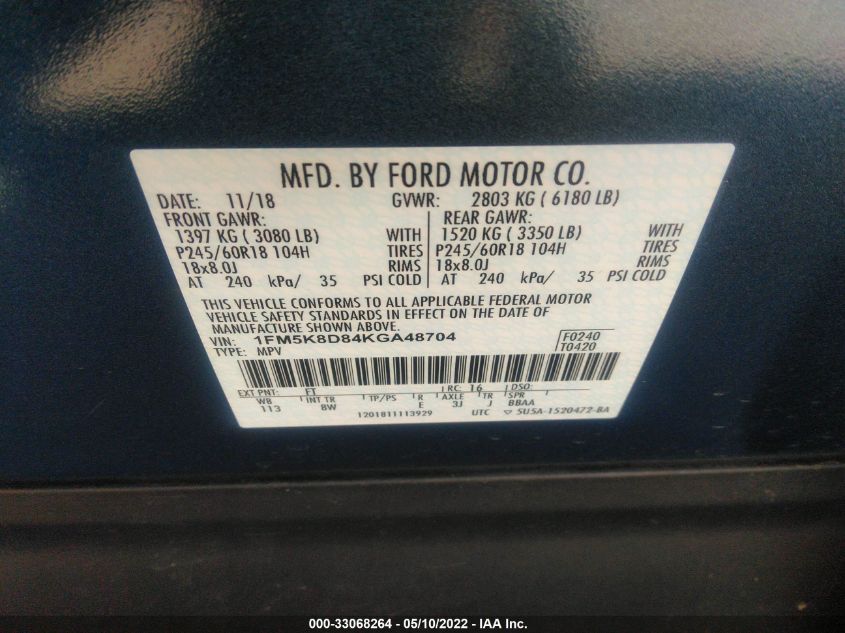 MFD. BY FORD MOTOR CO.
DATE: 11/18 GVWR: 2803 KG ( 6180 LB)
FRONT GAWR: REAR GAWR:
1397 KG ( 3080 LB) WITH 1520 KG ( 3350 LB) WITH
P245/60R18 104H TIRES P245/60R18 104H TIRES
18x8.0J RIMS 18x8.0J RIMS
AT 240 kPa/ 35 PSI COLD AT 240 kPa/ 35 PSI COLD
THIS VEHICLE CONFORMS TO ALL APPLICABLE FEDERAL MOTOR
VEHICLE SAFETY STANDARDS IN EFFECT ON THE DATE OF
MANUFACTURE SHOWN ABOVE.
VIN: 1FM5K8D84KGA48704 F0240
TYPE: MPV T0420
EXT PNT: FT RC: 16 DSO:
WB INT TR TP/PS R AXLE TR SPR
113 8W E 3J J BBAA
1201811113929 UTC ▽ SU5A-1520472-BA
000-33068264 - 05/10/2022 - IAA Inc.